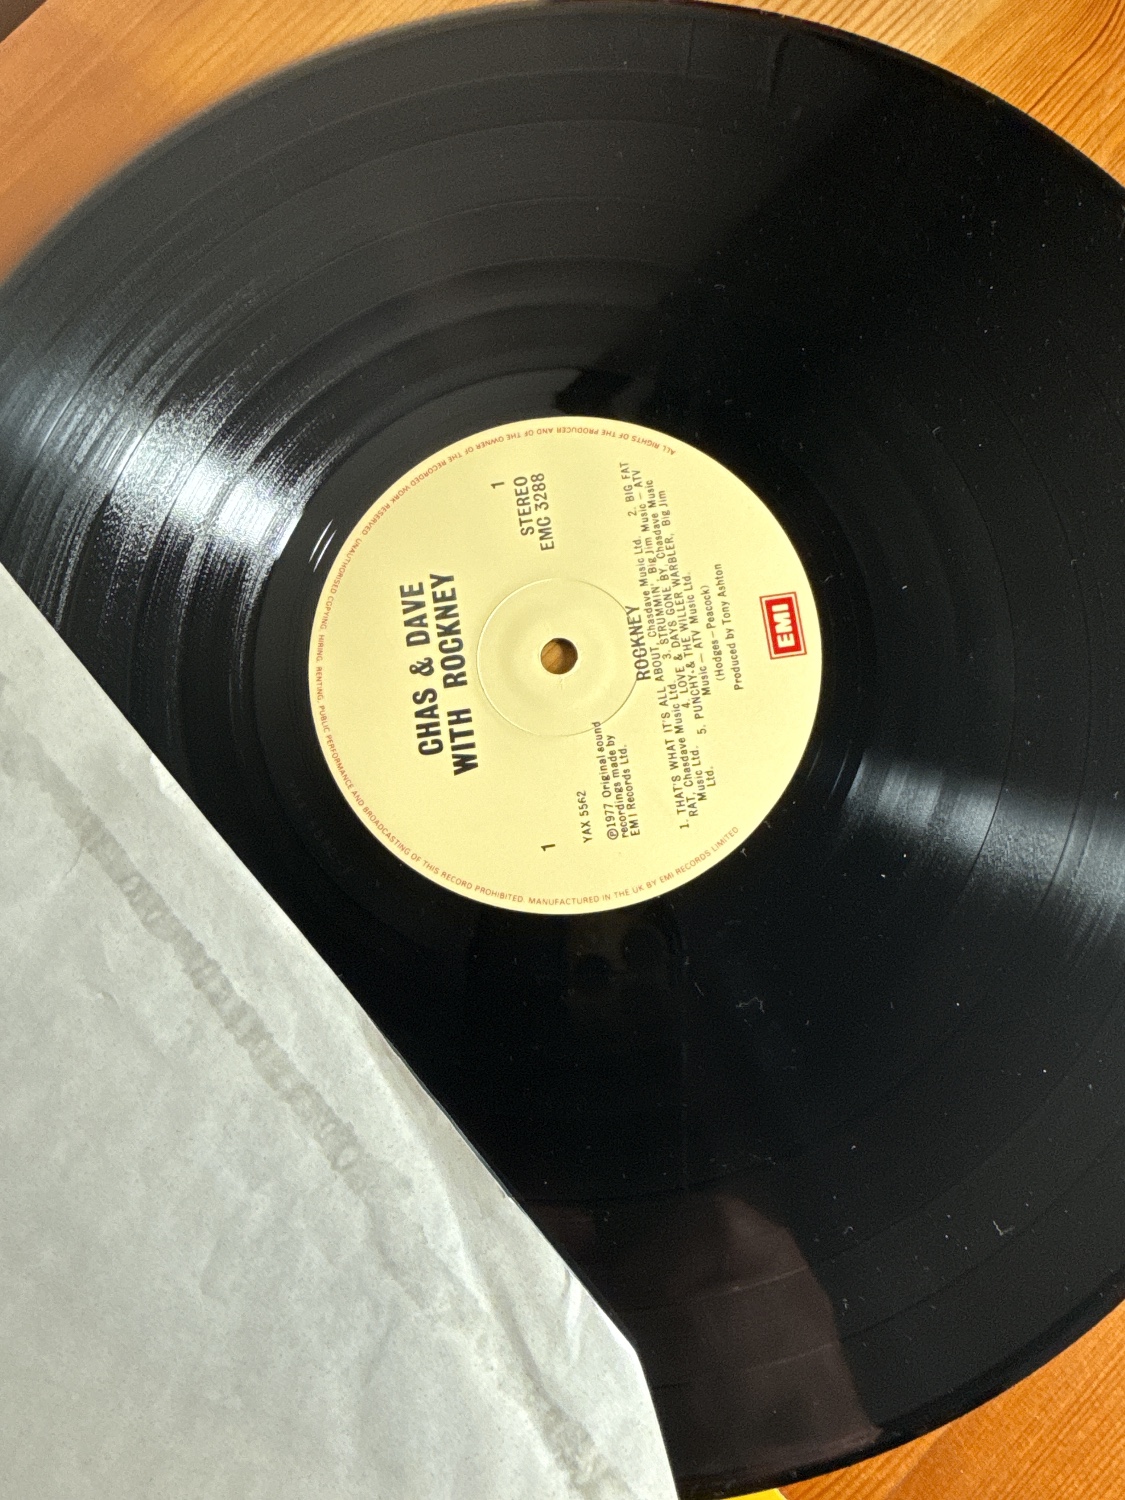 ALL RIGHTS OF THE PRODUCER AND OF THE OWNER OF THE RECORDED WORK RESERVED. UNAUTHORISED COPYING, HIRING, RENTING, PUBLIC PERFORMANCE AND BROADCASTING OF THIS RECORD PROHIBITED. MANUFACTURED IN THE UK BY EMI RECORDS LIMITED
CHAS & DAVE
WITH ROCKNEY
1
STEREO
EMC 3288
1
YAX 5562
℗1977 Original sound
recordings made by
EMI Records Ltd.
ROCKNEY
1. THAT'S WHAT IT'S ALL ABOUT, Chasdave Music Ltd. 2. BIG FAT
RAT, Chasdave Music Ltd. 3. STRUMMIN', Big Jim Music – ATV
Music Ltd. 4. LOVE & DAYS GONE BY, Chasdave Music
Ltd. 5. PUNCHY & THE WILLER WARBLER, Big Jim
Music – ATV Music Ltd.
(Hodges–Peacock)
Produced by Tony Ashton
EMI